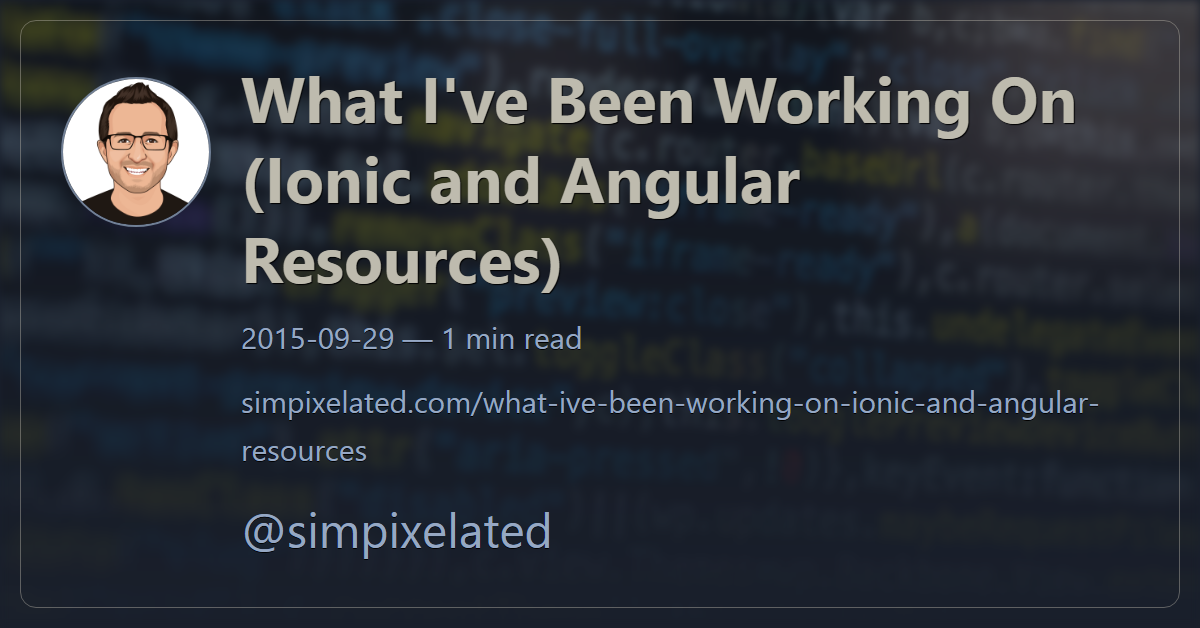 What I've Been Working On
(Ionic and Angular
Resources)
2015-09-29 — 1 min read
simpixelated.com/what-ive-been-working-on-ionic-and-angular-
resources
@simpixelated